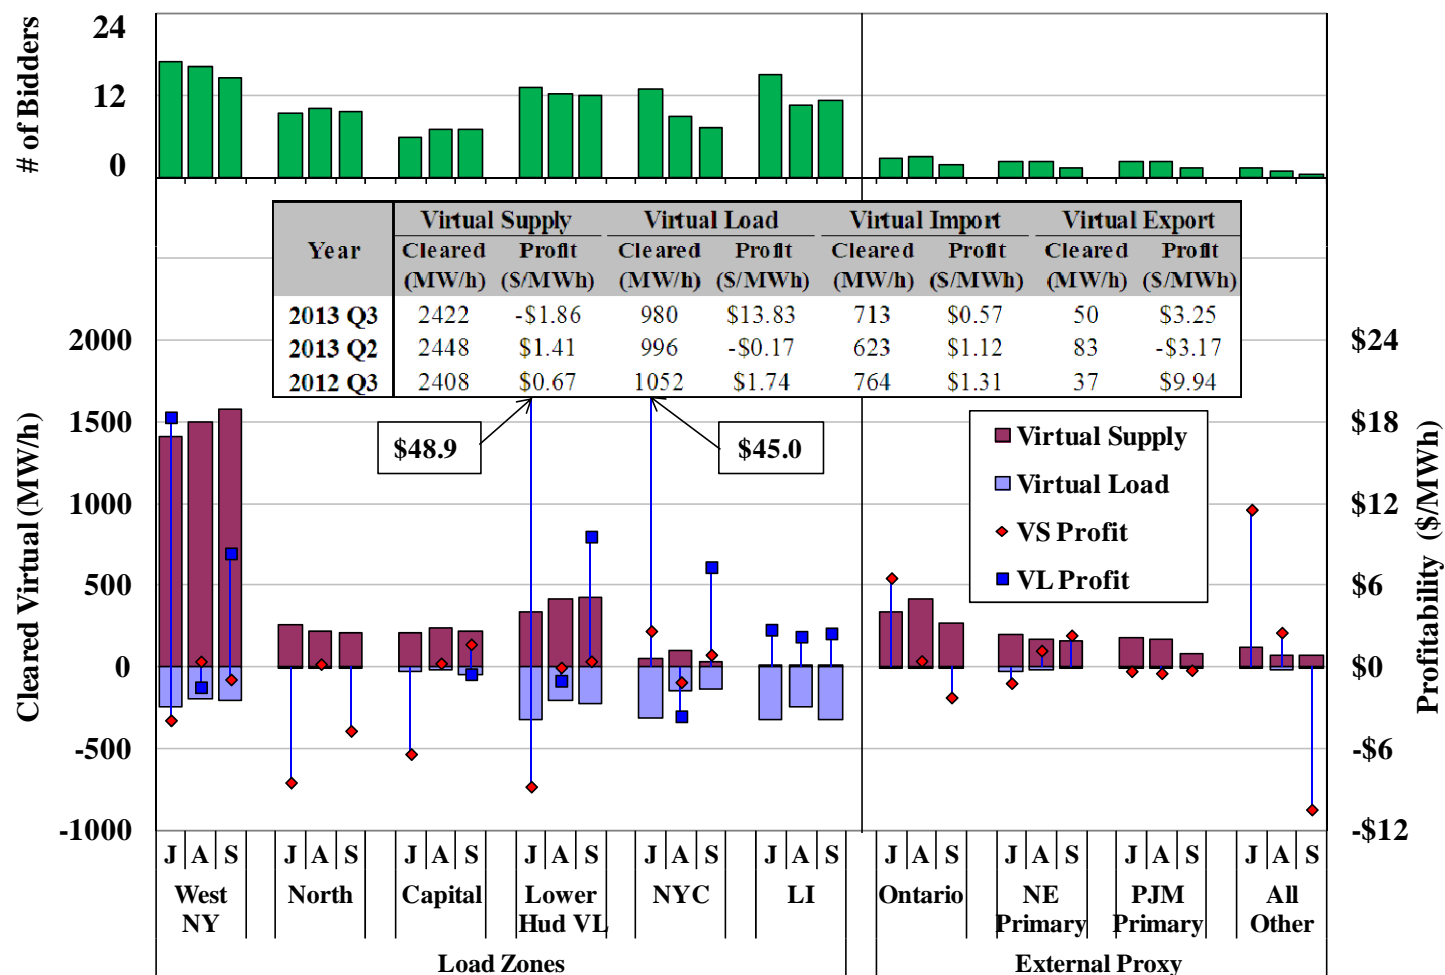 # of Bidders
24
12
0
Year
Virtual Supply Virtual Load Virtual Import Virtual Export
Cleared Profit Cleared Profit Cleared Profit Cleared Profit
(MW/h) ($/MWh) (MW/h) ($/MWh) (MW/h) ($/MWh) (MW/h) ($/MWh)
2013 Q3 2422 -$1.86 980 $13.83 713 $0.57 50 $3.25
2013 Q2 2448 $1.41 996 -$0.17 623 $1.12 83 -$3.17
2012 Q3 2408 $0.67 1052 $1.74 764 $1.31 37 $9.94
Cleared Virtual (MW/h)
2000
1500
1000
500
0
-500
-1000
$48.9
$45.0
Virtual Supply
Virtual Load
VS Profit
VL Profit
$24
$18
$12
$6
$0
-$6
-$12
Profitability ($/MWh)
J A S J A S J A S J A S J A S J A S J A S J A S J A S J A S
West NY
North
Capital
Lower Hud VL
NYC
LI
Ontario
NE Primary
PJM Primary
All Other
Load Zones
External Proxy